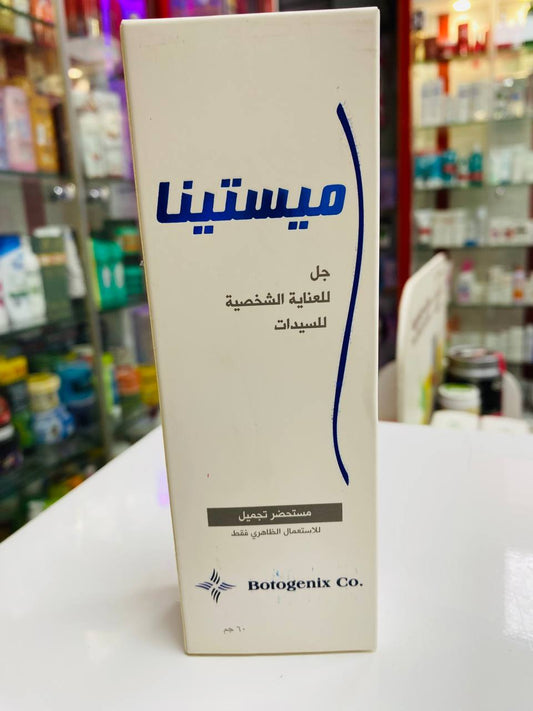 ميستينا
جل
للعناية الشخصية
للسيدات
مستحضر تجميل
للاستعمال الظاهري فقط
Botogenix Co.
٦٠ جم